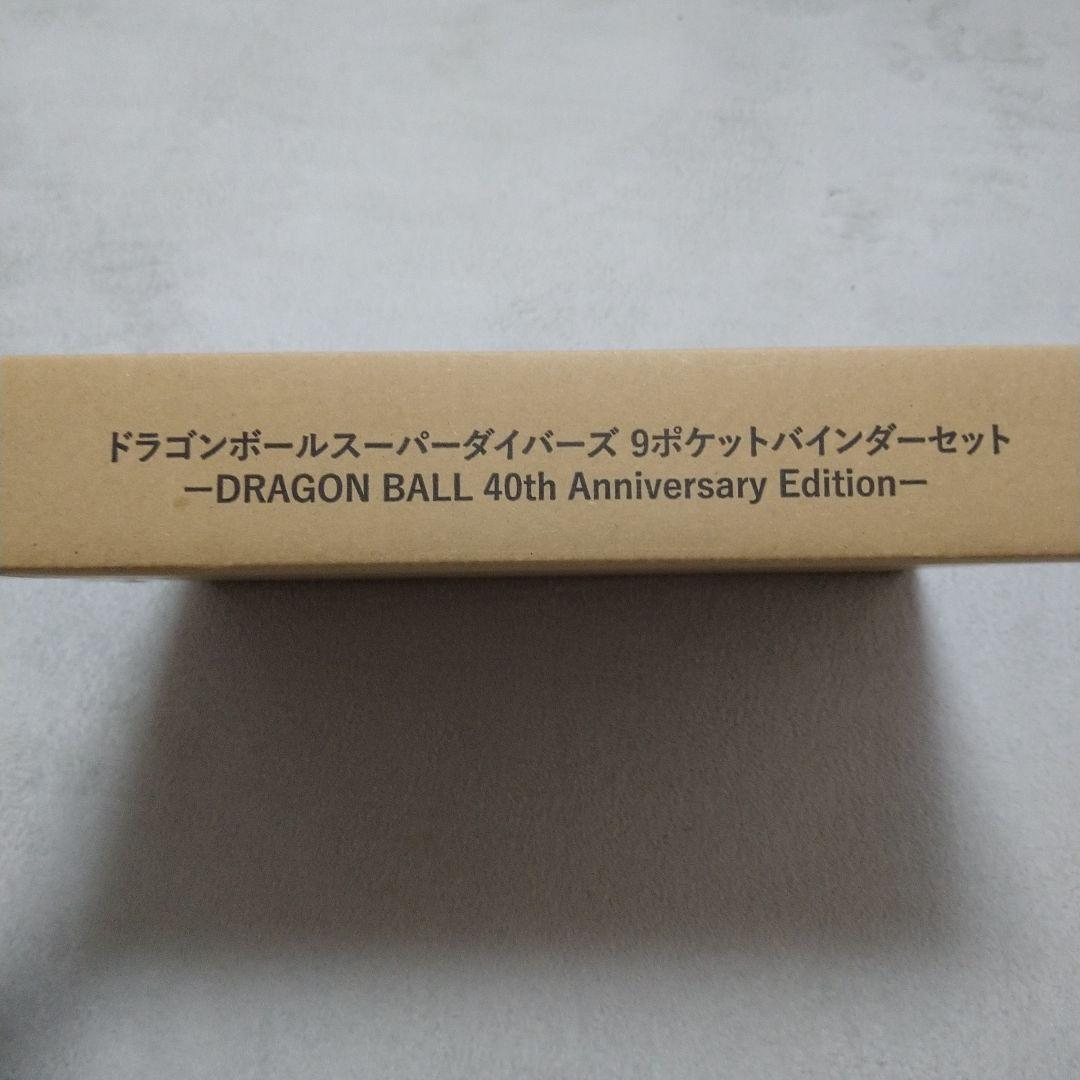 ドラゴンボールスーパーダイバーズ 9ポケットバインダーセット
ーDRAGON BALL 40th Anniversary Editionー